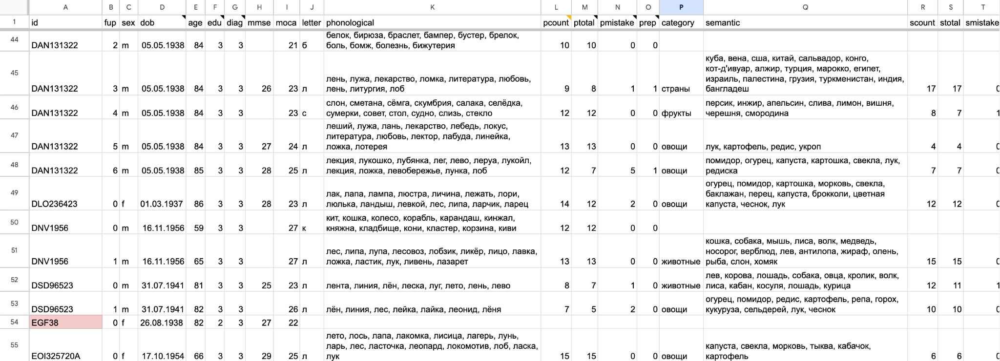 A B C D E F G H I J K L M N O P Q R S T
1 id fup sex dob age edu diag mmse moca letter phonological pcount ptotal pmistake prep category semantic scount stotal smistake
44 DAN131322 2 m 05.05.1938 84 3 3 21 б белок, бирюза, браслет, бампер, бустер, брелок,
боль, бомж, болезнь, бижутерия 10 10 0 0
45 DAN131322 3 m 05.05.1938 84 3 3 26 23 л лень, лужа, лекарство, ломка, литература, любовь,
лень, литургия, лоб 9 8 1 1 страны куба, вена, сша, китай, сальвадор, конго,
кот-д'ивуар, алжир, турция, марокко, египет,
израиль, палестина, грузия, туркменистан, индия,
бангладеш 17 17 0
46 DAN131322 4 m 05.05.1938 84 3 3 23 с слон, сметана, сёмга, скумбрия, салака, селёдка,
сумерки, совет, стол, судно, слизь, стекло 12 12 0 0 фрукты персик, инжир, апельсин, слива, лимон, вишня,
черешня, смородина 8 7 1
47 DAN131322 5 m 05.05.1938 84 3 3 27 24 л леший, лужа, лань, лекарство, лебедь, локус,
литература, любовь, лектор, лабуда, линейка,
ложка, лотерея 13 13 0 0 овощи лук, картофель, редис, укроп 4 4 0
48 DAN131322 6 m 05.05.1938 85 3 3 28 25 л лекция, лукошко, лубянка, лег, лево, леруа, лукойл,
лекция, ложка, левобережье, лунка, лоб 12 7 5 1 овощи помидор, огурец, капуста, картошка, свекла, лук,
редиска 7 7 0
49 DLO236423 0 f 01.03.1937 86 3 3 28 23 л лак, лапа, лампа, люстра, личина, лежать, лори,
люлька, ландыш, левкой, лес, липа, ларчик, ларец 14 12 2 0 овощи огурец, помидор, картошка, морковь, свекла,
баклажан, перец, капуста, брокколи, цветная
капуста, чеснок, лук 12 12 0
50 DNV1956 0 m 16.11.1956 59 3 3 27 к кит, кошка, колесо, корабль, карандаш, кинжал,
княжна, кладбище, кони, кластер, корзина, киви 12 12 0 0
51 DNV1956 1 m 16.11.1956 65 3 3 27 л лес, липа, лупа, лесовоз, лобзик, ликёр, лицо, лавка,
ложка, ластик, лук, ливень, лазарет 13 13 0 0 животные кошка, собака, мышь, лиса, волк, медведь,
носорог, верблюд, лев, антилопа, жираф, олень,
рыба, слон, хомяк 15 15 0
52 DSD96523 0 m 31.07.1941 81 3 3 25 23 л лента, линия, лён, леска, луг, лето, лень, лево 8 7 1 0 животные лев, корова, лошадь, собака, овца, кролик, волк,
лиса, кабан, косуля, лошадь, курица 12 11 1
53 DSD96523 1 m 31.07.1941 82 3 3 26 л лён, линия, лес, лейка, лайка, леонид, лёня 7 5 2 0 овощи огурец, помидор, редис, картофель, репа, горох,
кукуруза, сельдерей, лук, чеснок 10 10 0
54 EGF38 0 f 26.08.1938 82 2 3 27 22
55 EOI325720A 0 f 17.10.1954 66 3 3 29 25 л лето, лось, лапа, лакомка, лисица, лагерь, лунь,
ларь, лес, ласточка, леопард, локомотив, лоб, ласка,
лук 15 15 0 0 овощи капуста, свекла, морковь, тыква, кабачок,
картофель 6 6 0